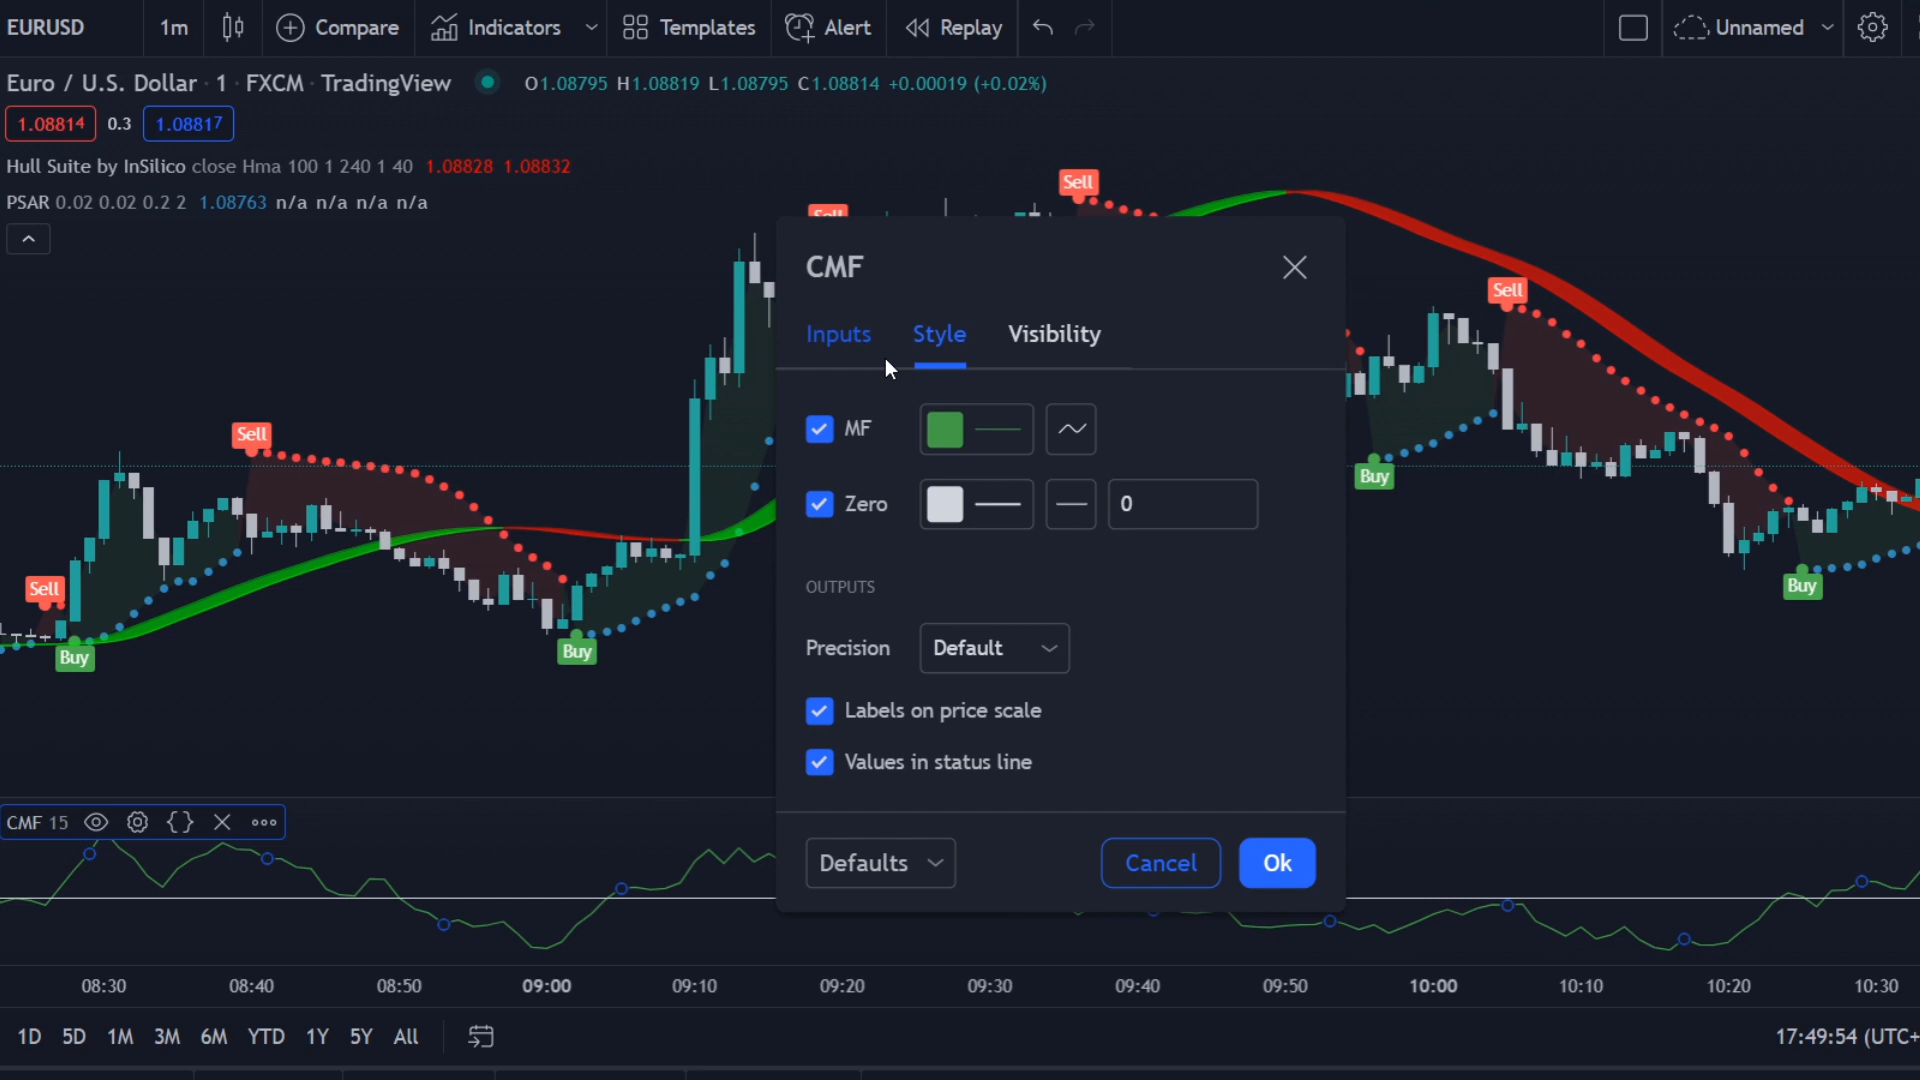 EURUSD 1m Compare Indicators Templates Alert Replay Unnamed
Euro / U.S. Dollar · 1 · FXCM · TradingView O1.08795 H1.08819 L1.08795 C1.08814 +0.00019 (+0.02%)
1.08814 0.3 1.08817
Hull Suite by InSilico close Hma 100 1 240 1 40 1.08828 1.08832
PSAR 0.02 0.02 0.2 2 1.08763 n/a n/a n/a n/a
Sell
Sell
CMF
Sell
Inputs Style Visibility
Sell
MF
Buy
Zero 0
Sell
OUTPUTS
Buy
Precision Default
Buy
Buy
Labels on price scale
Values in status line
CMF 15
Defaults Cancel Ok
08:30 08:40 08:50 09:00 09:10 09:20 09:30 09:40 09:50 10:00 10:10 10:20 10:30
1D 5D 1M 3M 6M YTD 1Y 5Y All 17:49:54 (UTC+